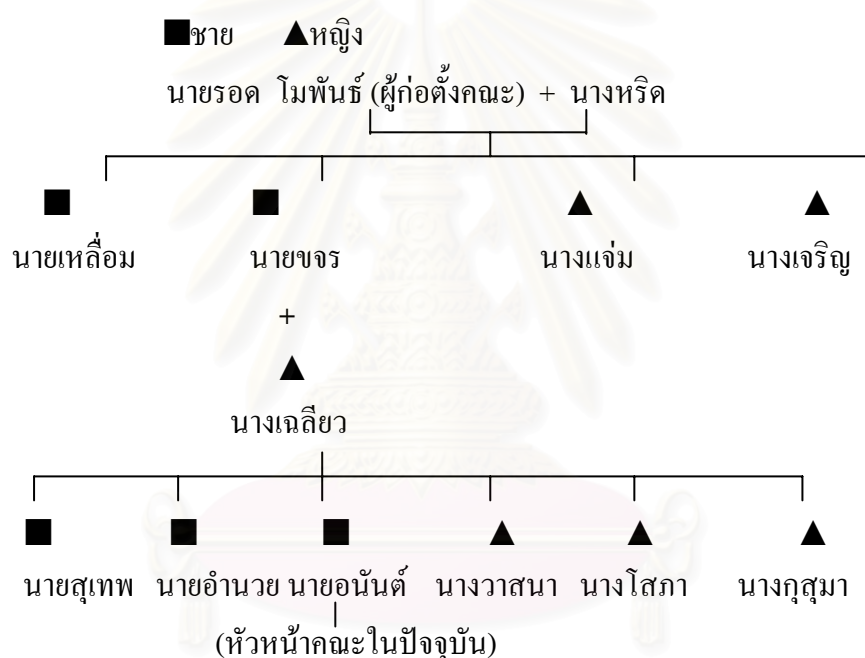 ■ชาย ▲หญิง
นายรอด โมพันธ์ (ผู้ก่อตั้งคณะ) + นางหริด
■ ■ ▲ ▲
นายเหลื่อม นายขจร นางแจ่ม นางเจริญ
+
▲
นางเฉลียว
■ ■ ■ ▲ ▲ ▲
นายสุเทพ นายอำนวย นายอนันต์ นางวาสนา นางโสภา นางกุสุมา
(หัวหน้าคณะในปัจจุบัน)